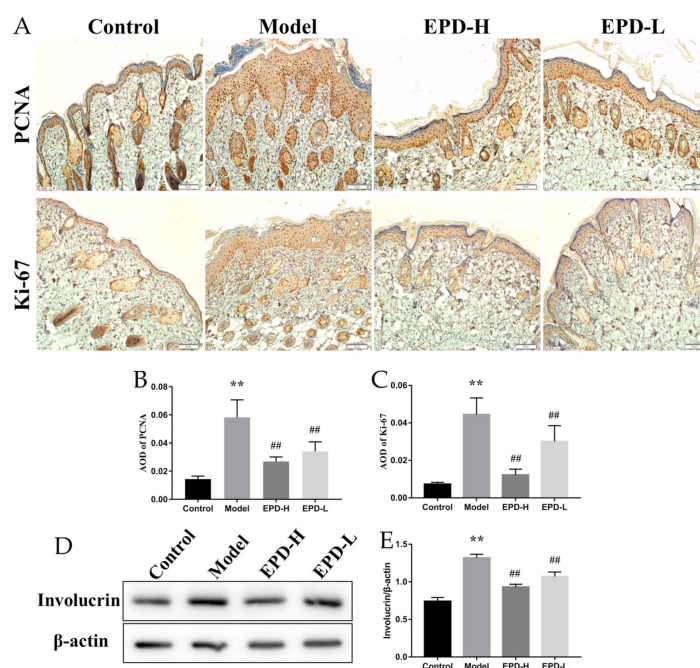 A
Control Model EPD-H EPD-L
PCNA
Ki-67
B
AOD of PCNA
0.08
0.06
0.04
0.02
0.00
**
##
##
Control Model EPD-H EPD-L
C
AOD of Ki-67
0.06
0.04
0.02
0.00
**
##
##
Control Model EPD-H EPD-L
D
Control Model EPD-H EPD-L
Involucrin
β-actin
E
Involucrin/β-actin
1.5
1.0
0.5
0.0
**
##
##
Control Model EPD-H EPD-L